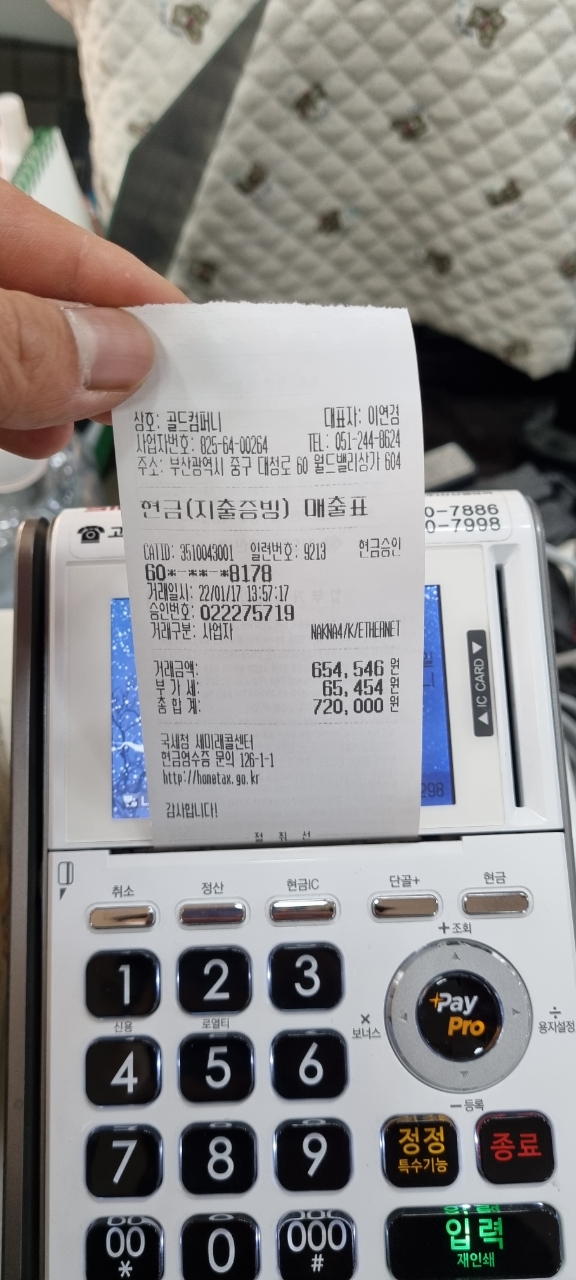 상호: 골드컴퍼니 대표자: 이연경
사업자번호: 825-64-00264 TEL: 051-244-8624
주소: 부산광역시 중구 대청로 60 월드밸리상가 604
현금(지출증빙) 매출표
CATID: 3510043001 일련번호: 9213 현금승인
60*-**-*8178
거래일시: 22/01/17 13:57:17
승인번호: 022275719
거래구분: 사업자 NAKNA4/K/ETHERNET
거래금액: 654,546 원
부 가 세: 65,454 원
총 합 계: 720,000 원
국세청 세미래콜센터
현금영수증 문의 126-1-1
http://hometax.go.kr
감사합니다!
절 취 선
☎고
0-7886
0-7998
▲ IC CARD ▼
298
취소 정산 현금IC 단골+ 현금
+조회
1 2 3
신용 로열티
× 보너스
+Pay Pro
÷ 용지설정
4 5 6
−등록
7 8 9
정정 특수기능
종료
00 * 0 000 #
입력 재인쇄